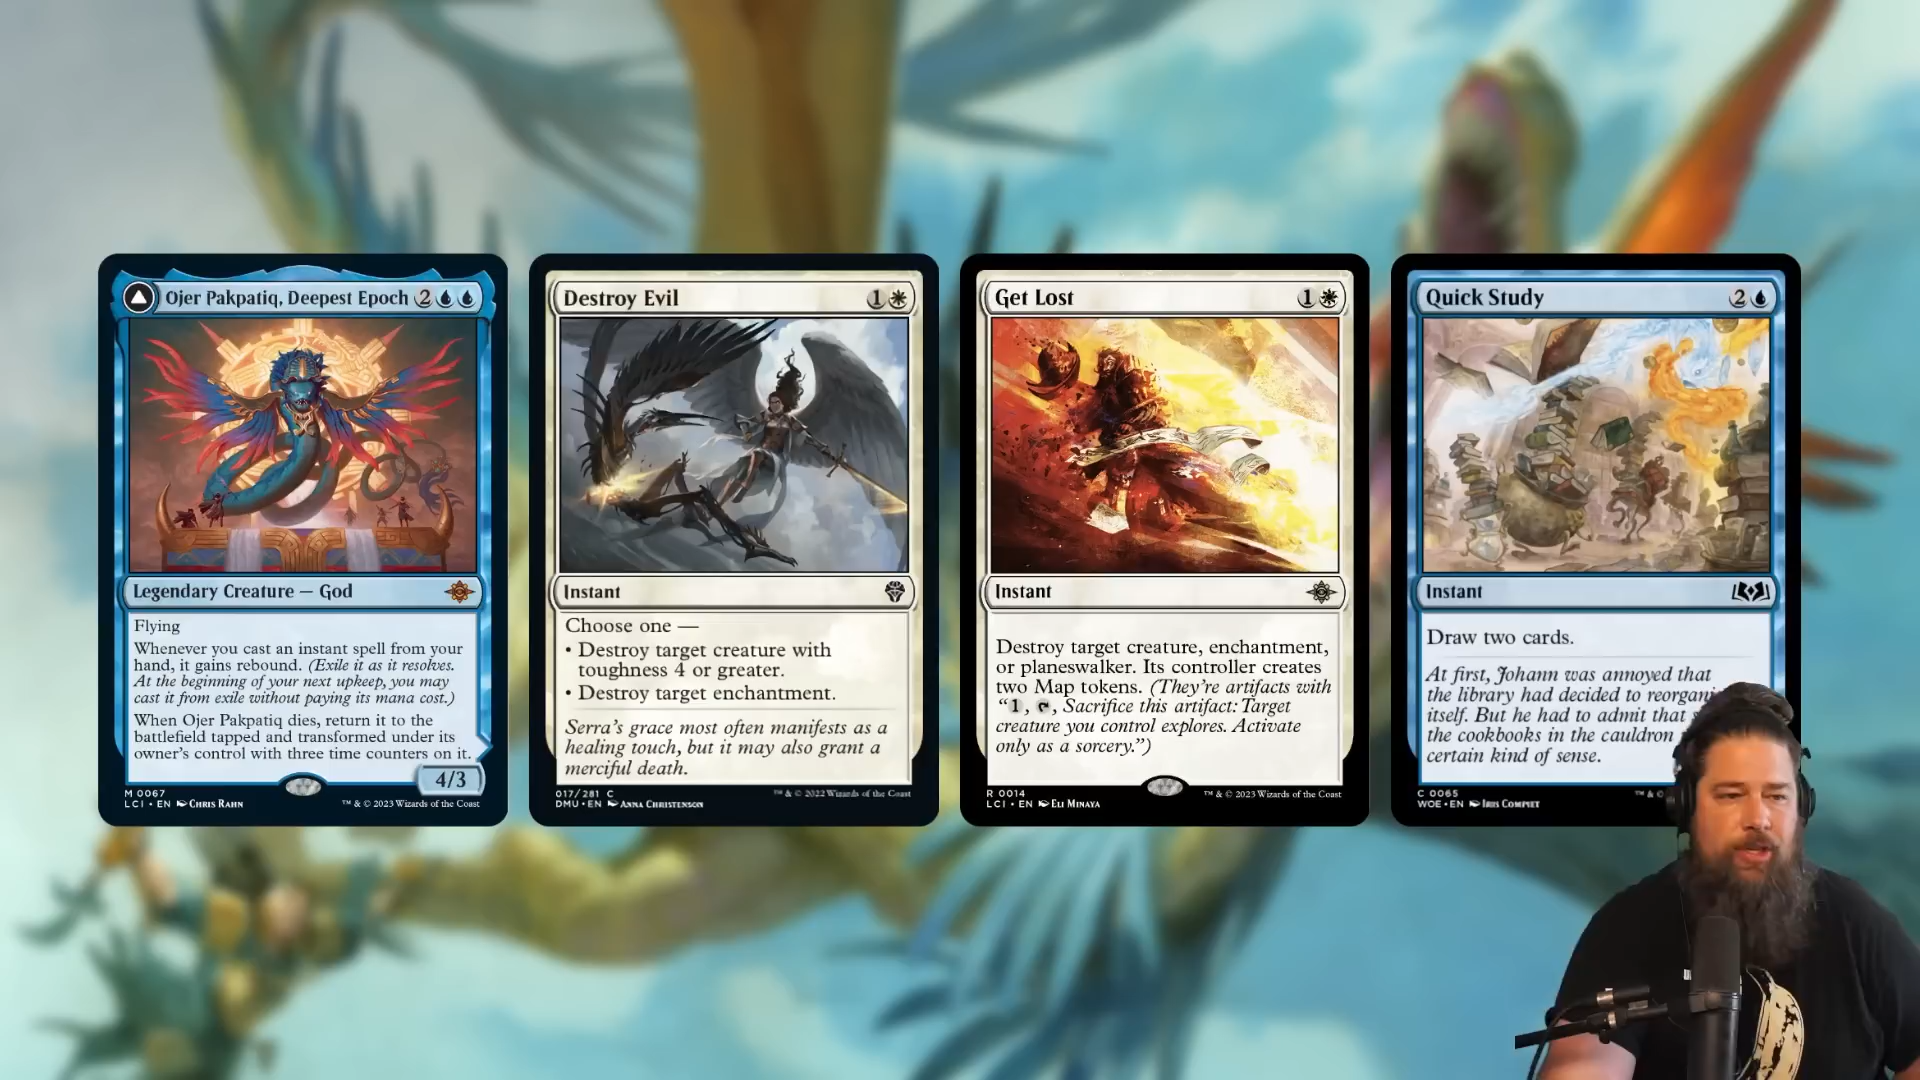 Ojer Pakpatiq, Deepest Epoch 2
Legendary Creature — God
Flying
Whenever you cast an instant spell from your
hand, it gains rebound. (Exile it as it resolves.
At the beginning of your next upkeep, you may
cast it from exile without paying its mana cost.)
When Ojer Pakpatiq dies, return it to the
battlefield tapped and transformed under its
owner's control with three time counters on it.
4/3
M 0067
LCI • EN Chris Rahn
™ & © 2023 Wizards of the Coast
Destroy Evil 1
Instant
Choose one —
• Destroy target creature with
toughness 4 or greater.
• Destroy target enchantment.
Serra's grace most often manifests as a
healing touch, but it may also grant a
merciful death.
017/281 C
DMU • EN Anna Christenson
™ & © 2022 Wizards of the Coast
Get Lost 1
Instant
Destroy target creature, enchantment,
or planeswalker. Its controller creates
two Map tokens. (They're artifacts with
“1, , Sacrifice this artifact: Target
creature you control explores. Activate
only as a sorcery.”)
R 0014
LCI • EN Eli Minaya
™ & © 2023 Wizards of the Coast
Quick Study 2
Instant
Draw two cards.
At first, Johann was annoyed that
the library had decided to
itself. But he had to admit that
the cookbooks in the cauldron
certain kind of sense.
C 0065
WOE • EN Iris Compiet
™ & ©